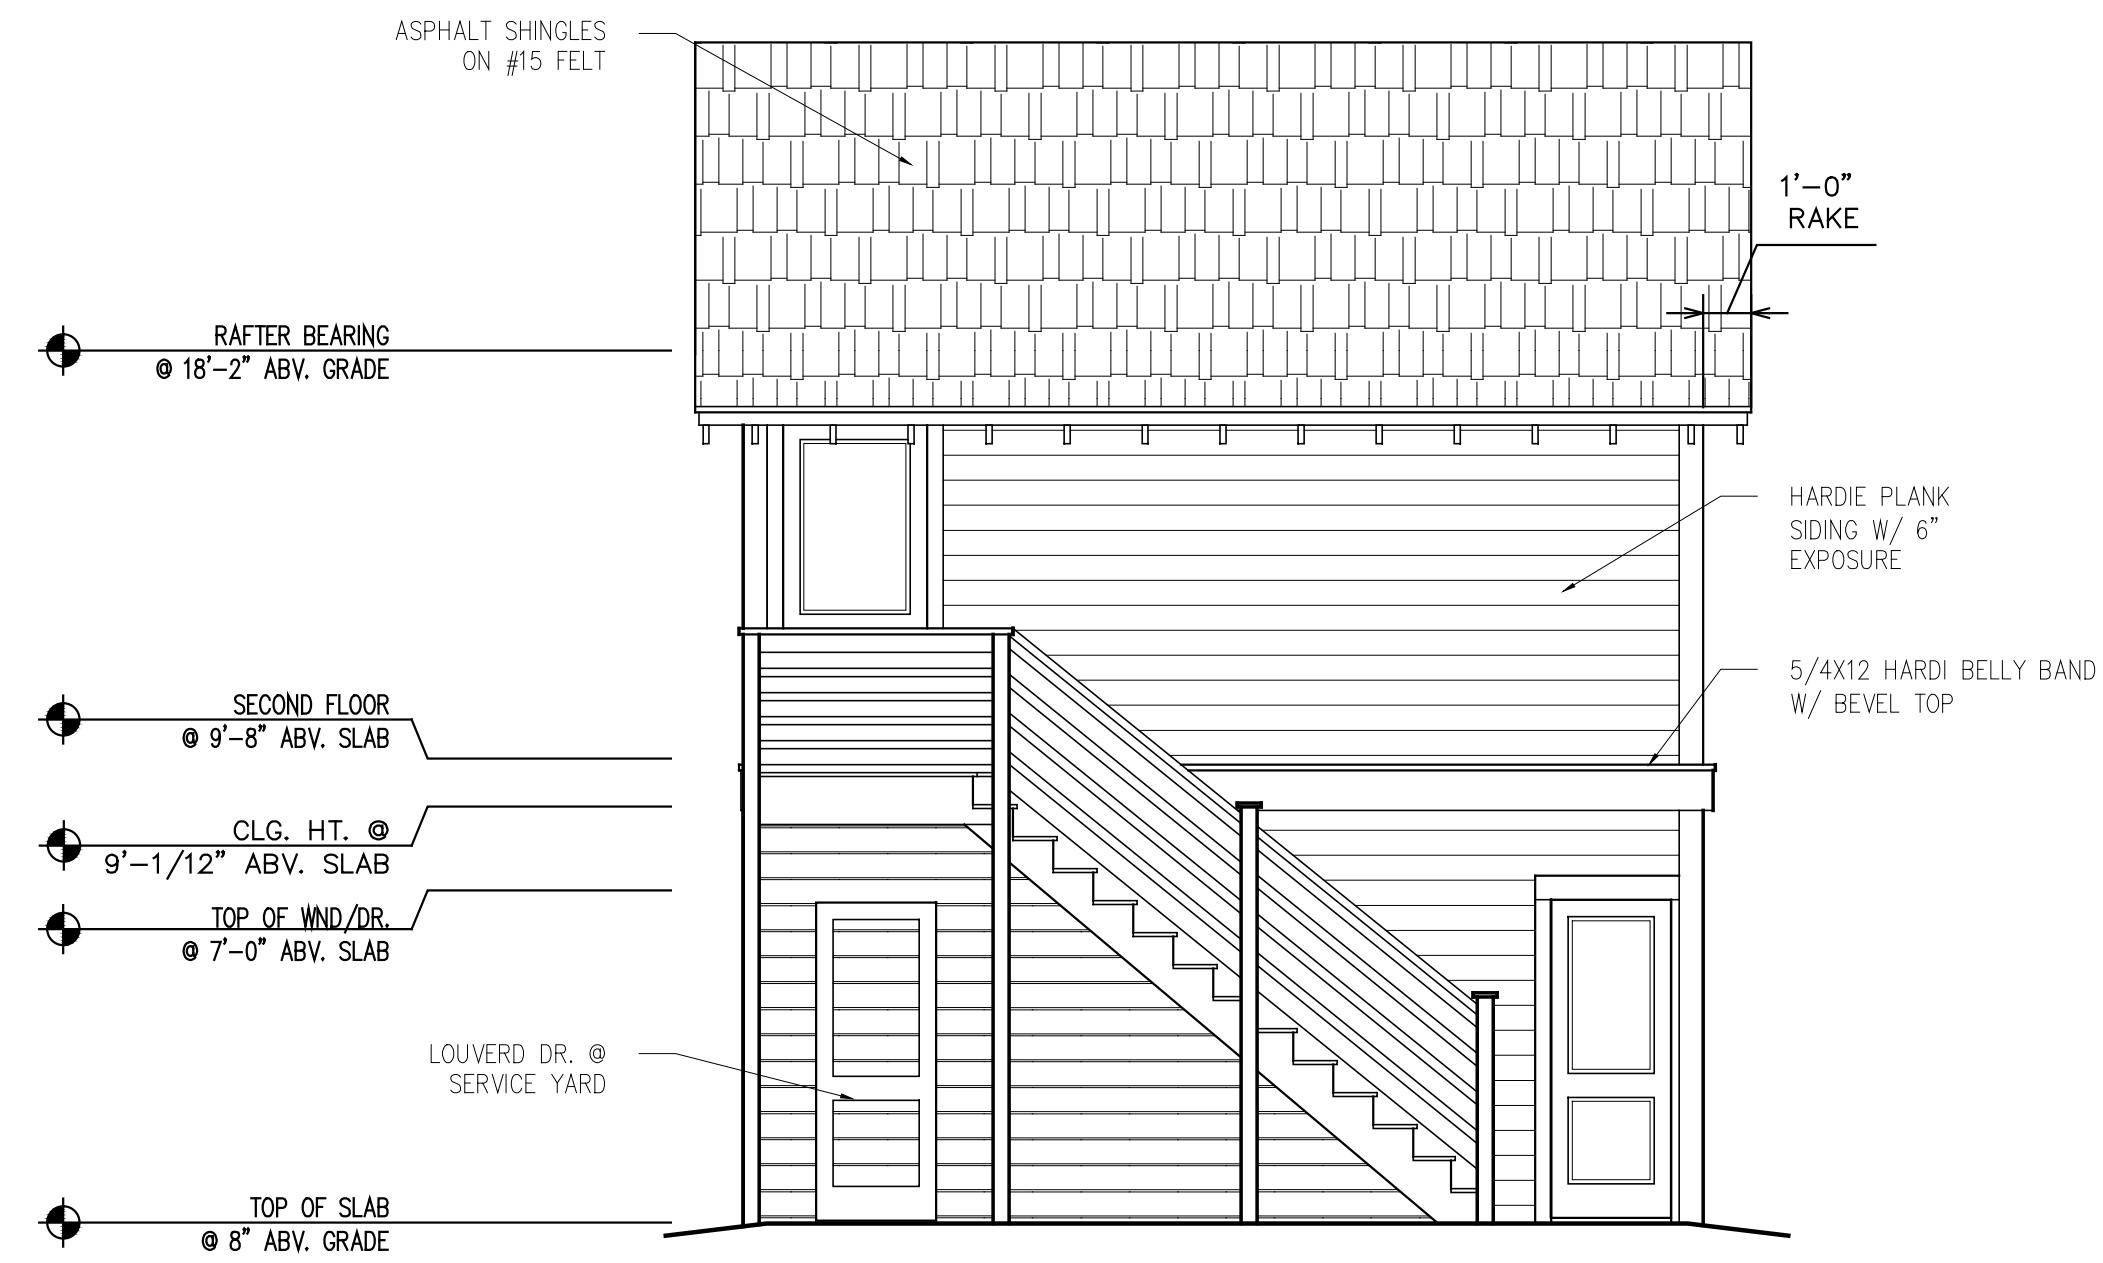 ASPHALT SHINGLES
ON #15 FELT
1'-0"
RAKE
RAFTER BEARING
@ 18'-2" ABV. GRADE
HARDIE PLANK
SIDING W/ 6"
EXPOSURE
5/4X12 HARDI BELLY BAND
W/ BEVEL TOP
SECOND FLOOR
@ 9'-8" ABV. SLAB
CLG. HT. @
9'-1/12" ABV. SLAB
TOP OF WND/DR.
@ 7'-0" ABV. SLAB
LOUVERD DR. @
SERVICE YARD
TOP OF SLAB
@ 8" ABV. GRADE